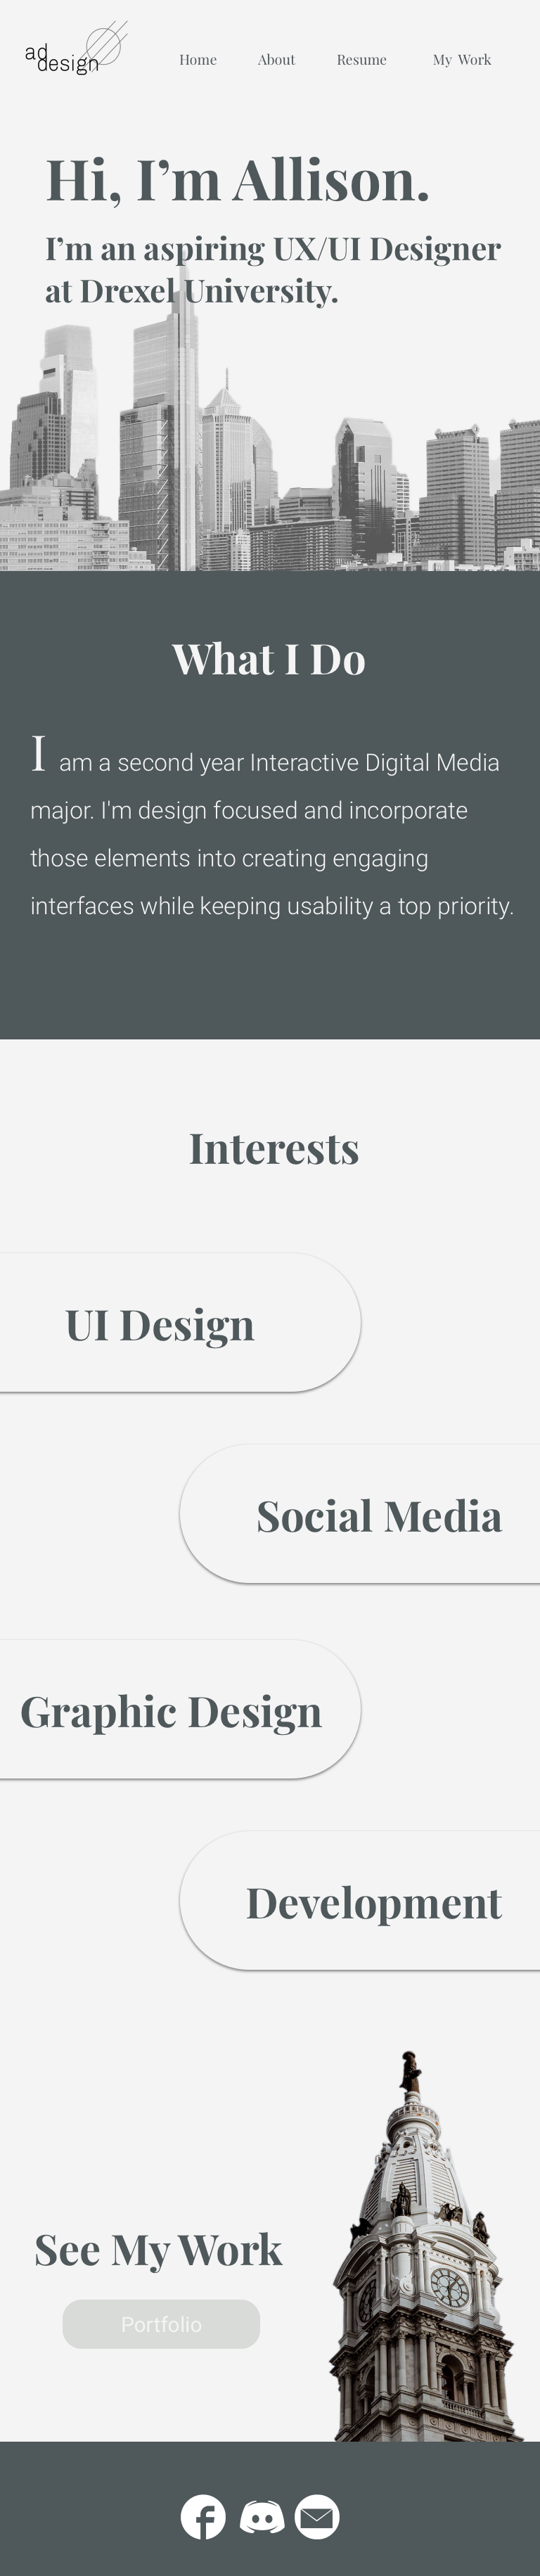 ad
design
Home About Resume My Work
Hi, I’m Allison.
I’m an aspiring UX/UI Designer
at Drexel University.
What I Do
I am a second year Interactive Digital Media
major. I'm design focused and incorporate
those elements into creating engaging
interfaces while keeping usability a top priority.
Interests
UI Design
Social Media
Graphic Design
Development
See My Work
Portfolio